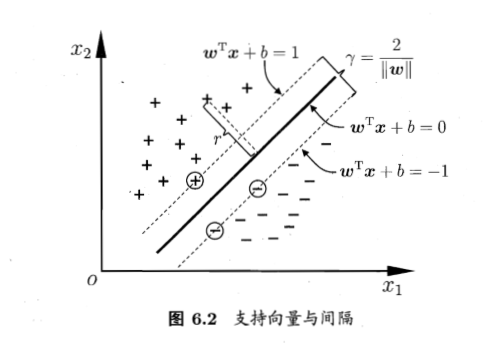 x₂
wᵀx + b = 1
γ = 2/‖w‖
r
wᵀx + b = 0
wᵀx + b = −1
O
x₁
图 6.2 支持向量与间隔